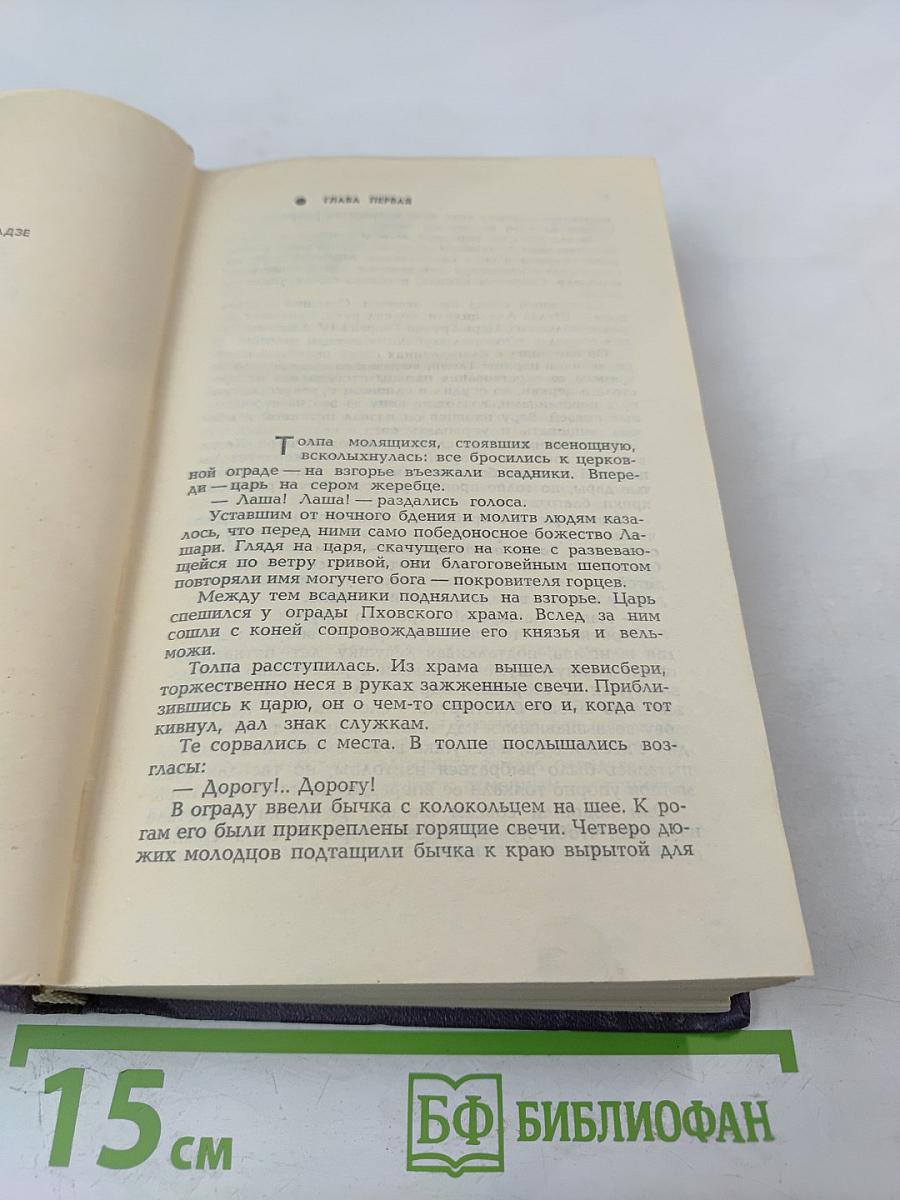 АДЗЕ
ГЛАВА ПЕРВАЯ
Толпа молящихся, стоявших всенощную,
всколыхнулась: все бросились к церков-
ной ограде — на взгорье въезжали всадники. Впере-
ди — царь на сером жеребце.
— Лаша! Лаша! — раздались голоса.
Уставшим от ночного бдения и молитв людям каза-
лось, что перед ними само победоносное божество Ла-
шари. Глядя на царя, скачущего на коне с развеваю-
щейся по ветру гривой, они благоговейным шепотом
повторяли имя могучего бога — покровителя горцев.
Между тем всадники поднялись на взгорье. Царь
спешился у ограды Пховского храма. Вслед за ним
сошли с коней сопровождавшие его князья и вель-
можи.
Толпа расступилась. Из храма вышел хевисбери,
торжественно неся в руках зажженные свечи. Прибли-
зившись к царю, он о чем-то спросил его и, когда тот
кивнул, дал знак служкам.
Те сорвались с места. В толпе послышались воз-
гласы:
— Дорогу!.. Дорогу!
В ограду ввели бычка с колокольцем на шее. К ро-
гам его были прикреплены горящие свечи. Четверо дю-
жих молодцов подтащили бычка к краю вырытой для
15 см
БФ БИБЛИОФАН